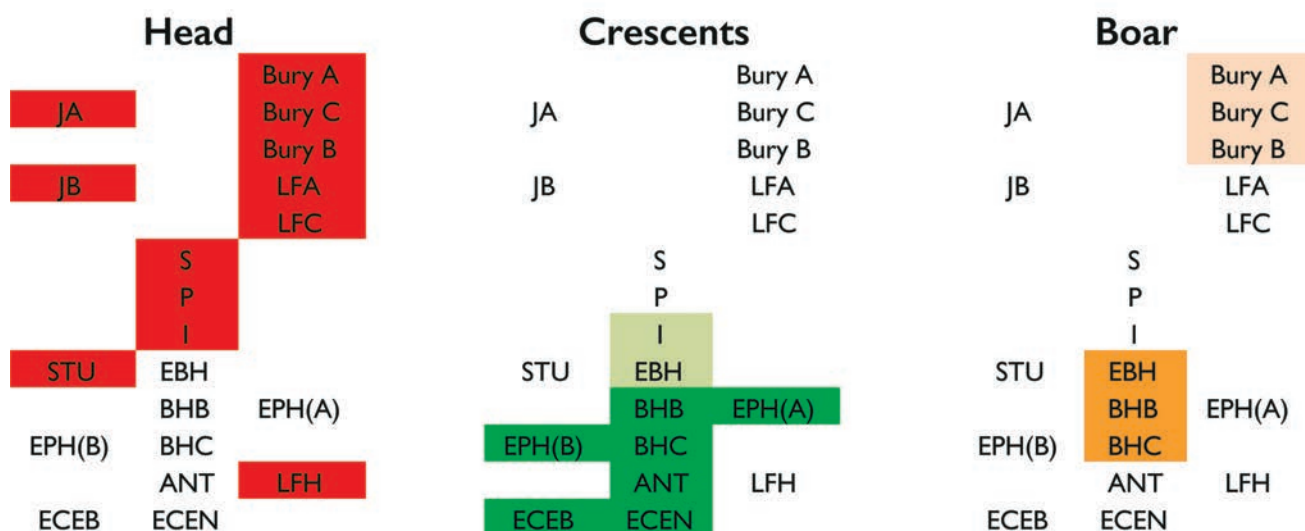 Head Crescents Boar
Bury A Bury A Bury A
JA Bury C JA Bury C JA Bury C
Bury B Bury B Bury B
JB LFA JB LFA JB LFA
LFC LFC LFC
S S S
P P P
I I I
STU EBH STU EBH STU EBH
BHB EPH(A) BHB EPH(A) BHB EPH(A)
EPH(B) BHC EPH(B) BHC EPH(B) BHC
ANT LFH ANT LFH ANT LFH
ECEB ECEN ECEB ECEN ECEB ECEN